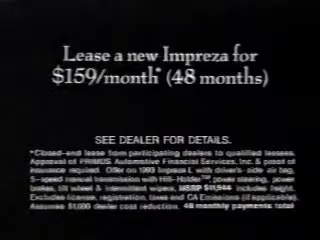 Lease a new Impreza for
$159/month* (48 months)
SEE DEALER FOR DETAILS.
*Closed-end lease from participating dealers to qualified lessees.
Approval of PRIMUS Automotive Financial Services, Inc. & proof of
insurance required. Offer on 1993 Impreza L with drivers- side air bag,
5-speed manual transmission with Hill-Holder™ power steering, power
brakes, tilt wheel & intermittent wipers, MSRP $11,944 includes freight.
Excludes license, registration, taxes and CA Emissions (if applicable).
Assumes $1,000 dealer cost reduction. 48 monthly payments total